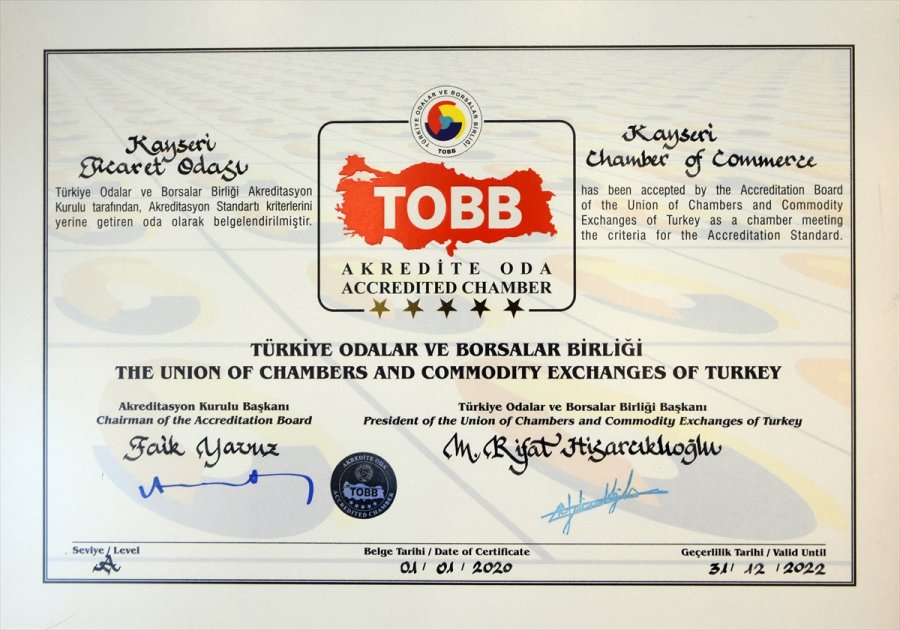 TÜRKİYE ODALAR VE BORSALAR BİRLİĞİ
TOBB
Kayseri
Ticaret Odası
Türkiye Odalar ve Borsalar Birliği Akreditasyon
Kurulu tarafından, Akreditasyon Standartı kriterlerini
yerine getiren oda olarak belgelendirilmiştir.
TOBB
AKREDİTE ODA
ACCREDITED CHAMBER
Kayseri
Chamber of Commerce
has been accepted by the Accreditation Board
of the Union of Chambers and Commodity
Exchanges of Turkey as a chamber meeting
the criteria for the Accreditation Standard.
TÜRKİYE ODALAR VE BORSALAR BİRLİĞİ
THE UNION OF CHAMBERS AND COMMODITY EXCHANGES OF TURKEY
Akreditasyon Kurulu Başkanı
Chairman of the Accreditation Board
Faik Yavuz
Türkiye Odalar ve Borsalar Birliği Başkanı
President of the Union of Chambers and Commodity Exchanges of Turkey
M. Rifat Hisarcıklıoğlu
AKREDİTE ODA
TOBB
ACCREDITED CHAMBER
Seviye / Level
A
Belge Tarihi / Date of Certificate
01 / 01 / 2020
Geçerlilik Tarihi / Valid Until
31 / 12 / 2022